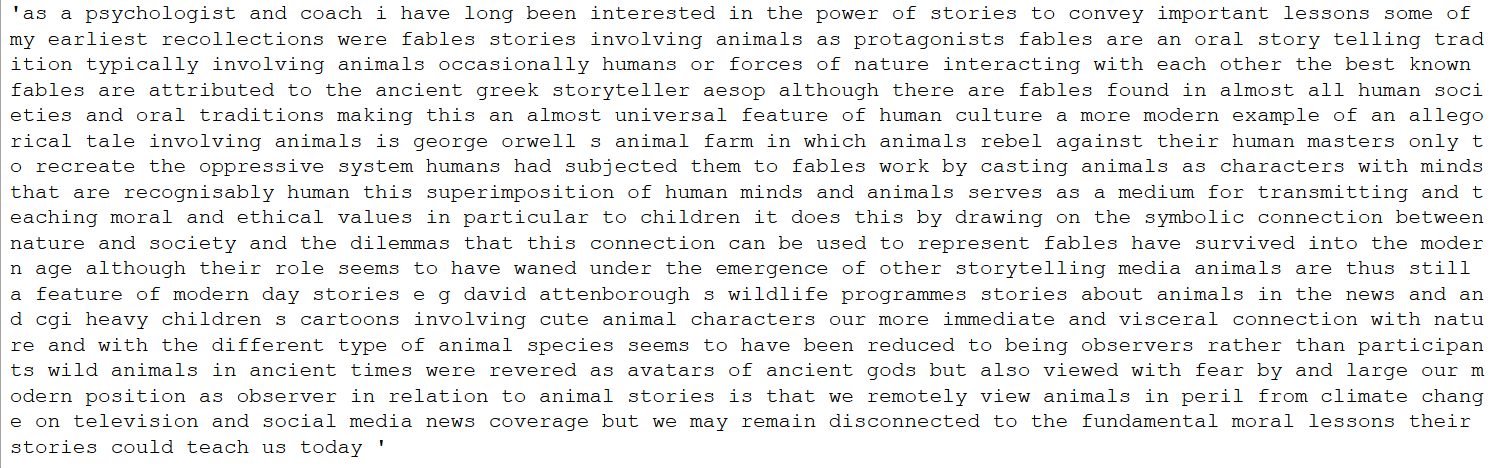 'as a psychologist and coach i have long been interested in the power of stories to convey important lessons some of
my earliest recollections were fables stories involving animals as protagonists fables are an oral story telling trad
ition typically involving animals occasionally humans or forces of nature interacting with each other the best known
fables are attributed to the ancient greek storyteller aesop although there are fables found in almost all human soci
eties and oral traditions making this an almost universal feature of human culture a more modern example of an allego
rical tale involving animals is george orwell s animal farm in which animals rebel against their human masters only t
o recreate the oppressive system humans had subjected them to fables work by casting animals as characters with minds
that are recognisably human this superimposition of human minds and animals serves as a medium for transmitting and t
eaching moral and ethical values in particular to children it does this by drawing on the symbolic connection between
nature and society and the dilemmas that this connection can be used to represent fables have survived into the moder
n age although their role seems to have waned under the emergence of other storytelling media animals are thus still
a feature of modern day stories e g david attenborough s wildlife programmes stories about animals in the news and an
d cgi heavy children s cartoons involving cute animal characters our more immediate and visceral connection with natu
re and with the different type of animal species seems to have been reduced to being observers rather than participan
ts wild animals in ancient times were revered as avatars of ancient gods but also viewed with fear by and large our m
odern position as observer in relation to animal stories is that we remotely view animals in peril from climate chang
e on television and social media news coverage but we may remain disconnected to the fundamental moral lessons their
stories could teach us today '